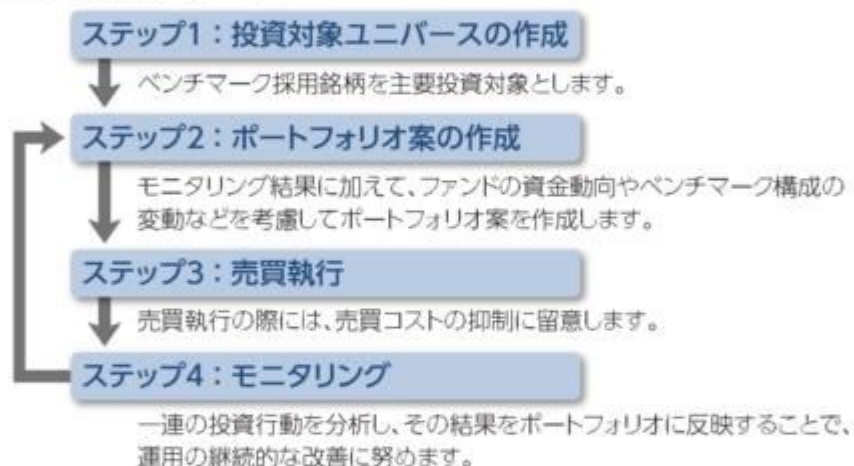 ステップ1：投資対象ユニバースの作成
ベンチマーク採用銘柄を主要投資対象とします。
ステップ2：ポートフォリオ案の作成
モニタリング結果に加えて、ファンドの資金動向やベンチマーク構成の
変動などを考慮してポートフォリオ案を作成します。
ステップ3：売買執行
売買執行の際には、売買コストの抑制に留意します。
ステップ4：モニタリング
一連の投資行動を分析し、その結果をポートフォリオに反映することで、
運用の継続的な改善に努めます。